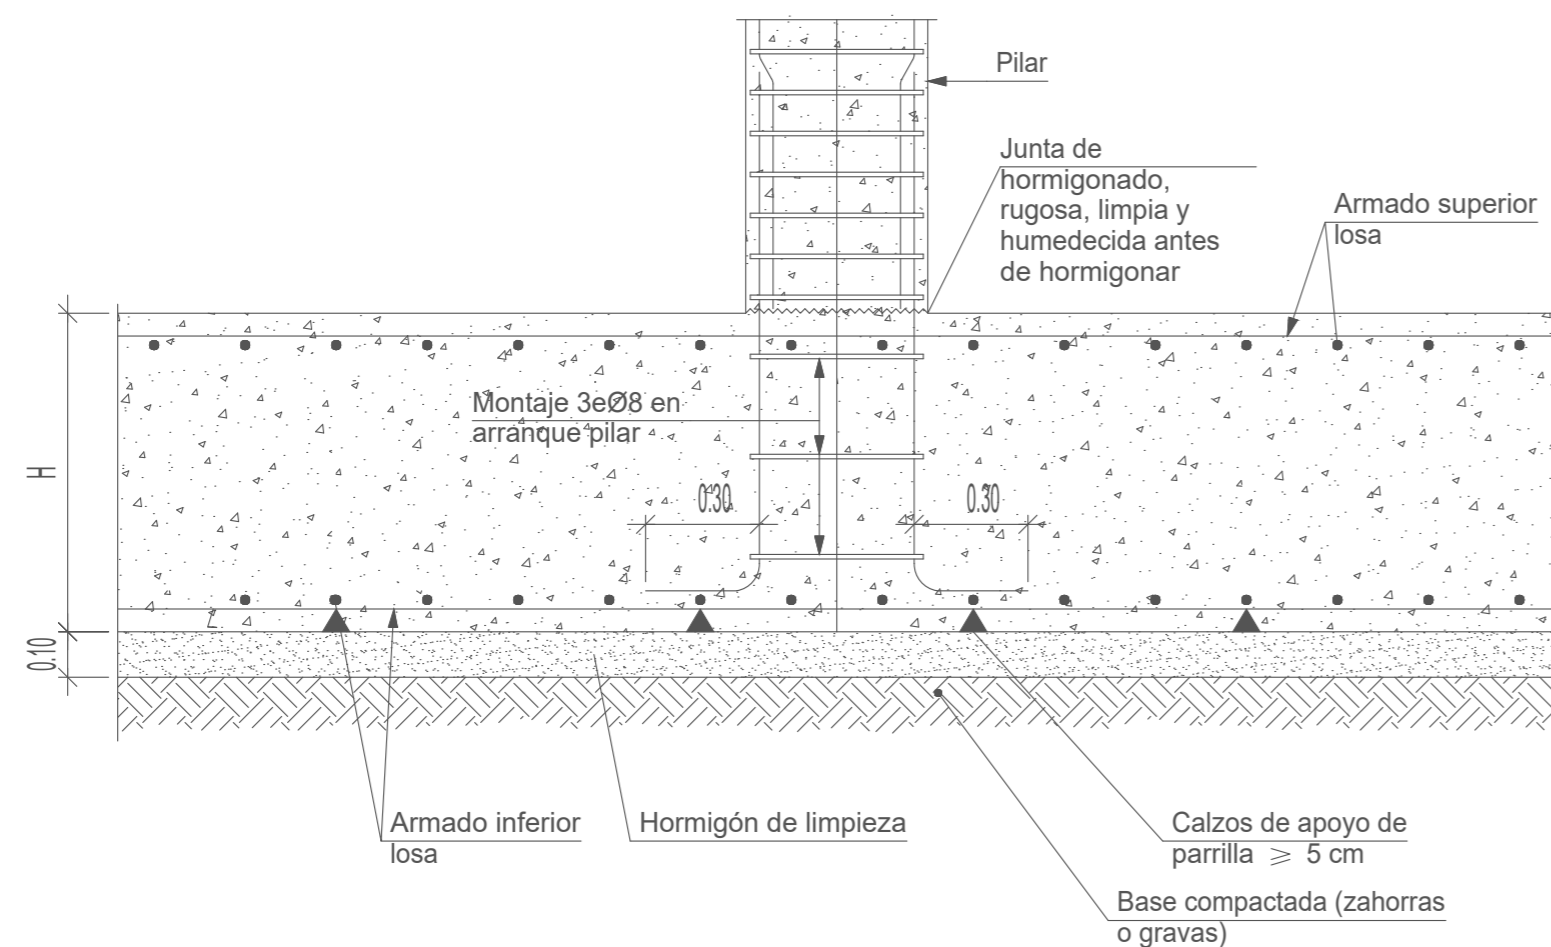 Pilar
Junta de
hormigonado,
rugosa, limpia y
humedecida antes
de hormigonar
Armado superior
losa
Montaje 3eØ8 en
arranque pilar
H
0.30
0.30
0.10
Armado inferior
losa
Hormigón de limpieza
Calzos de apoyo de
parrilla ≥ 5 cm
Base compactada (zahorras
o gravas)